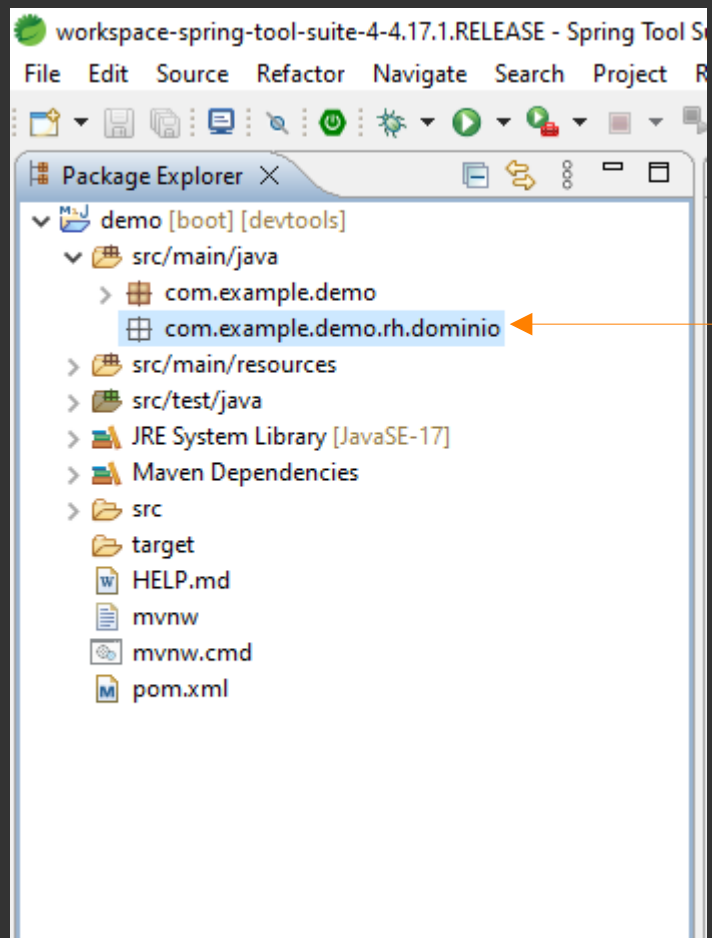 workspace-spring-tool-suite-4-4.17.1.RELEASE - Spring Tool Su
File Edit Source Refactor Navigate Search Project R
Package Explorer
demo [boot] [devtools]
src/main/java
com.example.demo
com.example.demo.rh.dominio
src/main/resources
src/test/java
JRE System Library [JavaSE-17]
Maven Dependencies
src
target
HELP.md
mvnw
mvnw.cmd
pom.xml